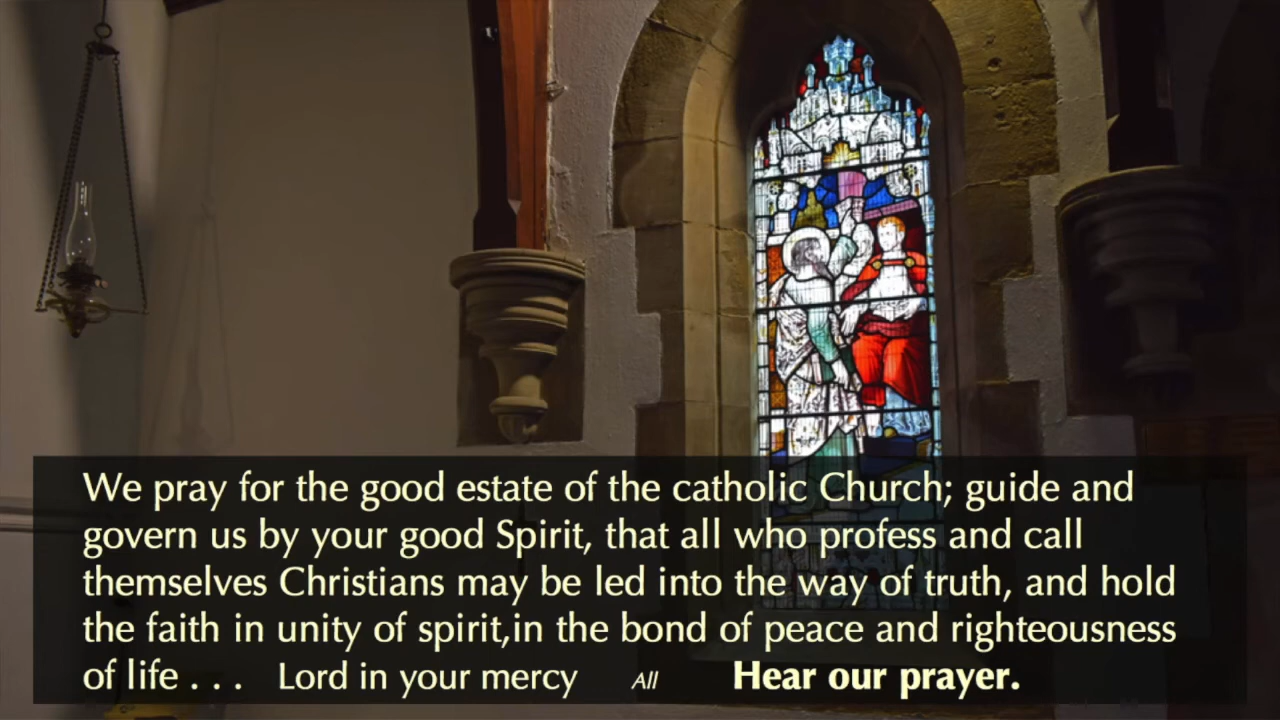 We pray for the good estate of the catholic Church; guide and
govern us by your good Spirit, that all who profess and call
themselves Christians may be led into the way of truth, and hold
the faith in unity of spirit,in the bond of peace and righteousness
of life . . . Lord in your mercy All Hear our prayer.